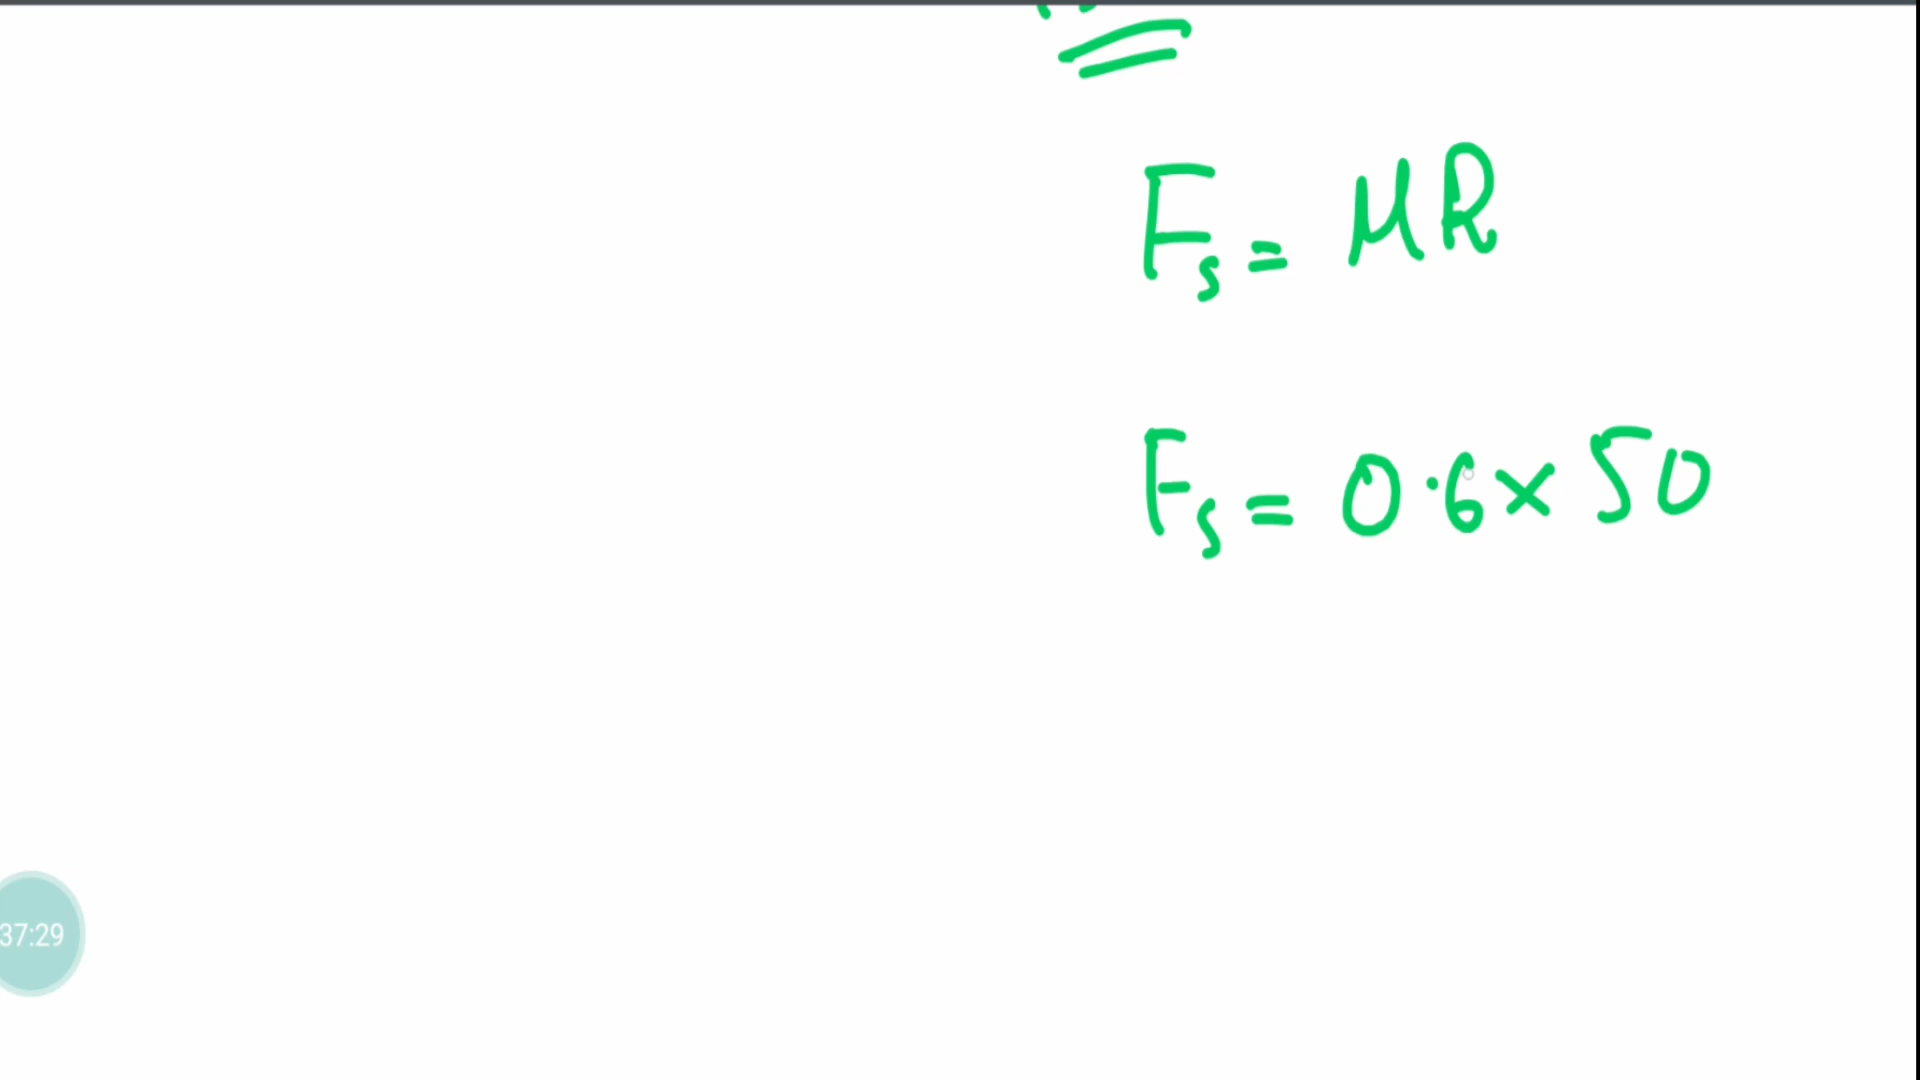 Fs = μR
Fs = 0.6 × 50
37:29